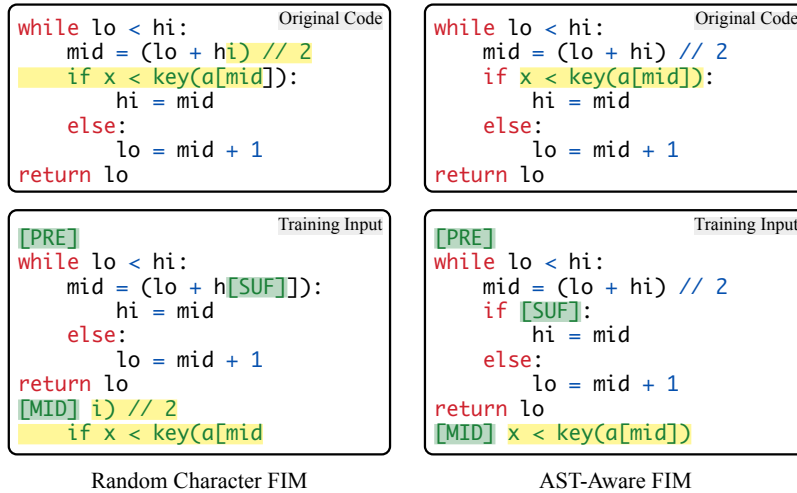 Original Code
while lo < hi:
    mid = (lo + hi) // 2
    if x < key(a[mid]):
        hi = mid
    else:
        lo = mid + 1
return lo
Original Code
while lo < hi:
    mid = (lo + hi) // 2
    if x < key(a[mid]):
        hi = mid
    else:
        lo = mid + 1
return lo
Training Input
[PRE]
while lo < hi:
    mid = (lo + h[SUF]]):
        hi = mid
    else:
        lo = mid + 1
return lo
[MID] i) // 2
    if x < key(a[mid
Training Input
[PRE]
while lo < hi:
    mid = (lo + hi) // 2
    if [SUF]:
        hi = mid
    else:
        lo = mid + 1
return lo
[MID] x < key(a[mid])
Random Character FIM
AST-Aware FIM